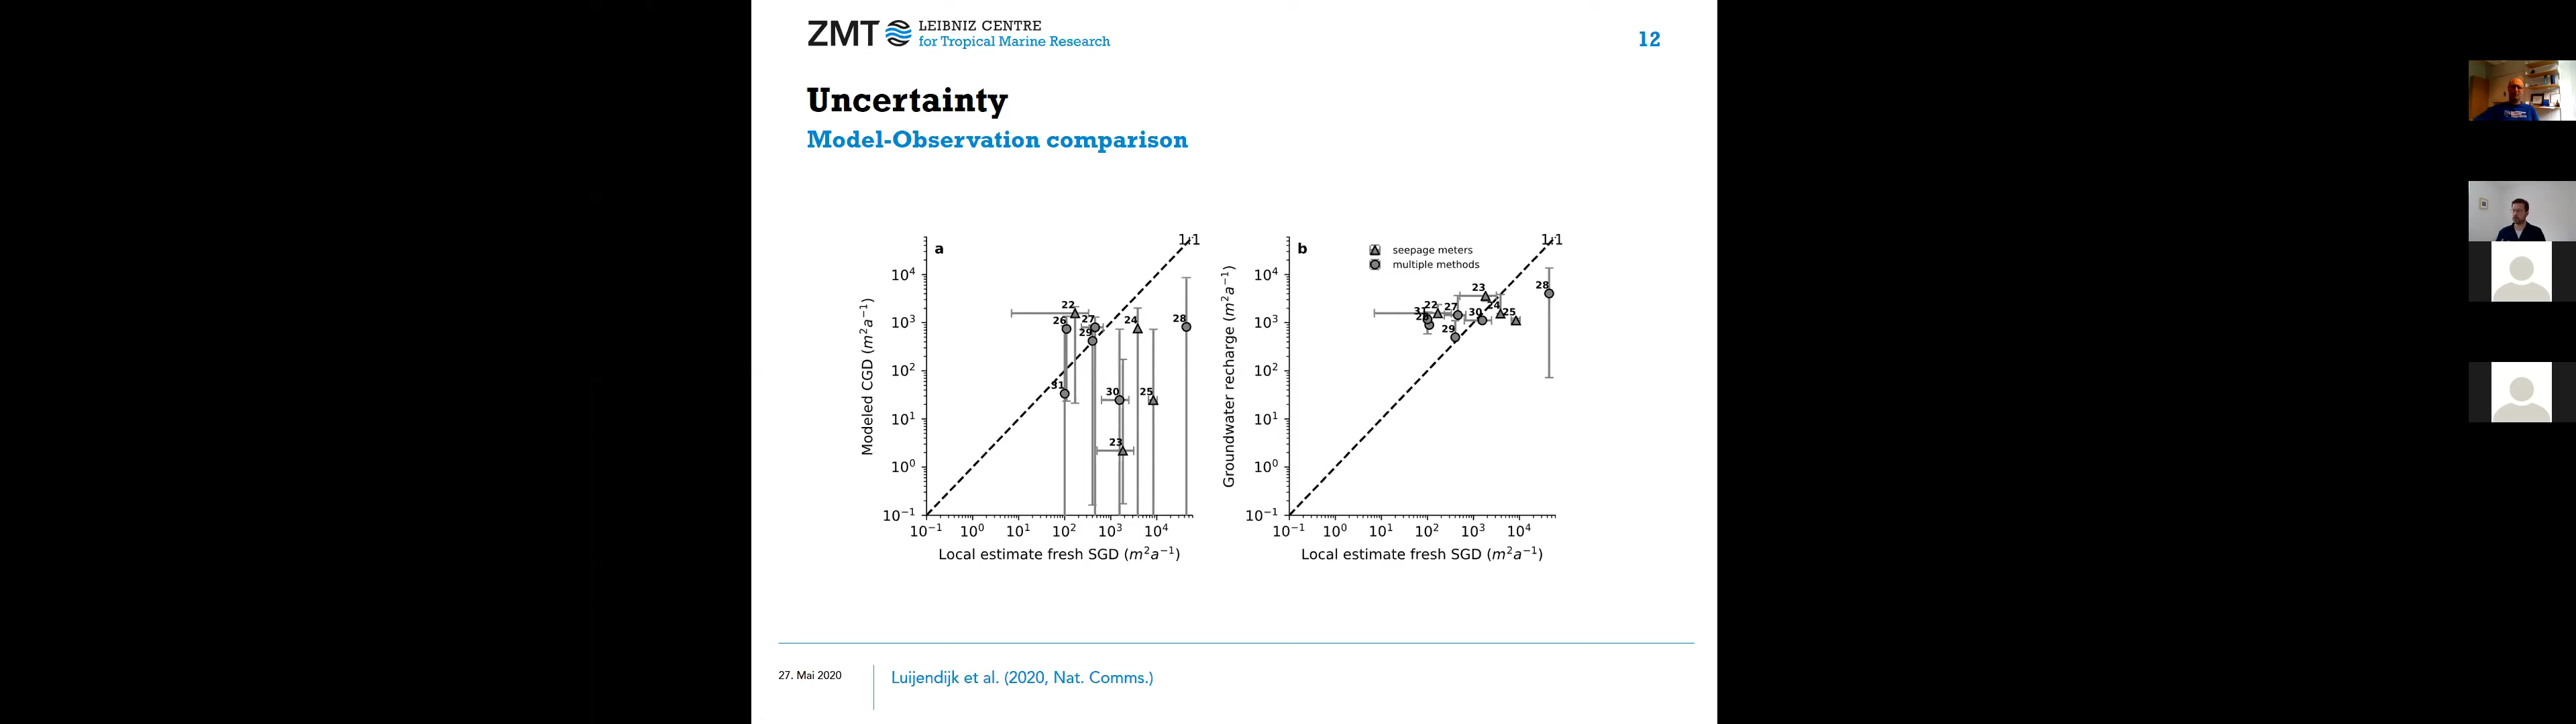 ZMT LEIBNIZ CENTRE
for Tropical Marine Research
12
Uncertainty
Model-Observation comparison
a
1:1
Modeled CGD (m²a⁻¹)
10⁴
10³
10²
10¹
10⁰
10⁻¹
22
26
27
29
24
28
31
30
25
23
10⁻¹ 10⁰ 10¹ 10² 10³ 10⁴
Local estimate fresh SGD (m²a⁻¹)
b
seepage meters
multiple methods
1:1
Groundwater recharge (m²a⁻¹)
10⁴
10³
10²
10¹
10⁰
10⁻¹
23
28
31
22
27
24
30
25
29
10⁻¹ 10⁰ 10¹ 10² 10³ 10⁴
Local estimate fresh SGD (m²a⁻¹)
27. Mai 2020
Luijendijk et al. (2020, Nat. Comms.)